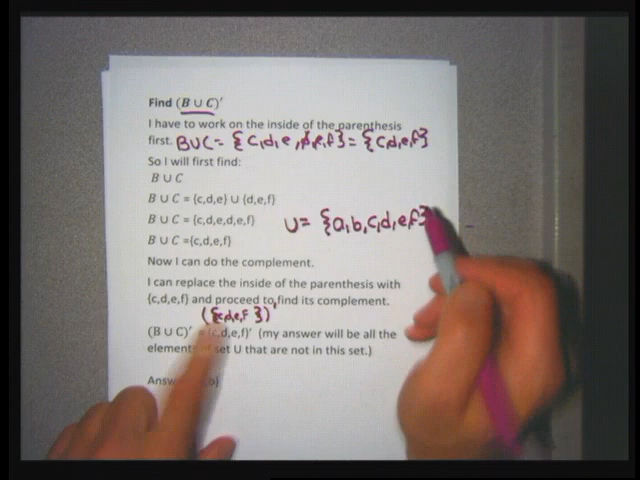 Find (B ∪ C)′
I have to work on the inside of the parenthesis
first. B∪C = {c,d,e,d,e,f} = {c,d,e,f}
So I will first find:
B ∪ C
B ∪ C = {c,d,e} ∪ {d,e,f}
B ∪ C = {c,d,e,d,e,f}
U = {a,b,c,d,e,f}
B ∪ C ={c,d,e,f}
Now I can do the complement.
I can replace the inside of the parenthesis with
{c,d,e,f} and proceed to find its complement.
({c,d,e,f})′
(B ∪ C)′ = {c,d,e,f}′ (my answer will be all the
set U that are not in this set.)